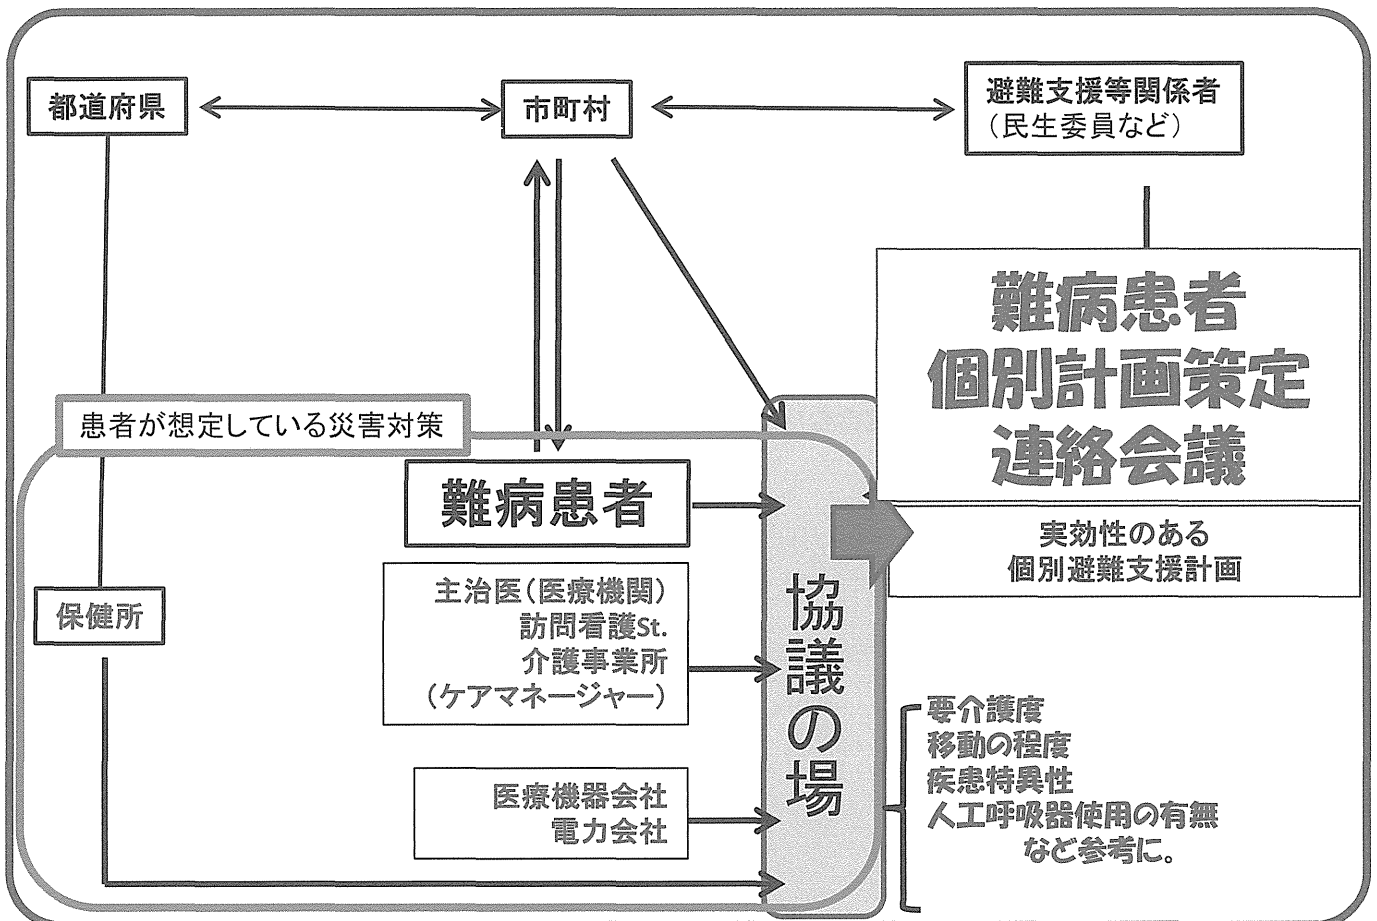 都道府県
市町村
避難支援等関係者
（民生委員など）
難病患者
個別計画策定
連絡会議
患者が想定している災害対策
難病患者
実効性のある
個別避難支援計画
保健所
主治医（医療機関）
訪問看護St.
介護事業所
（ケアマネージャー）
協議の場
医療機器会社
電力会社
要介護度
移動の程度
疾患特異性
人工呼吸器使用の有無
など参考に。